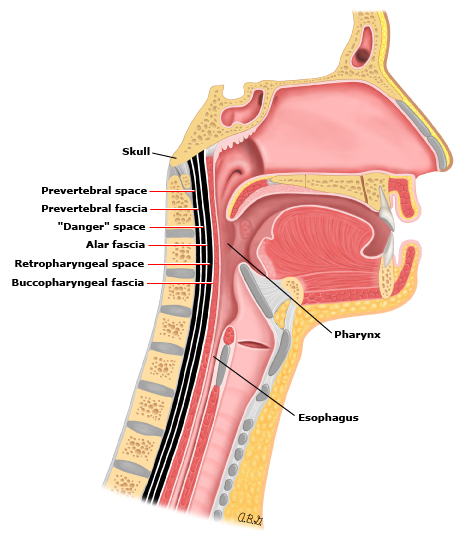 Skull
Prevertebral space
Prevertebral fascia
"Danger" space
Alar fascia
Retropharyngeal space
Buccopharyngeal fascia
Pharynx
Esophagus